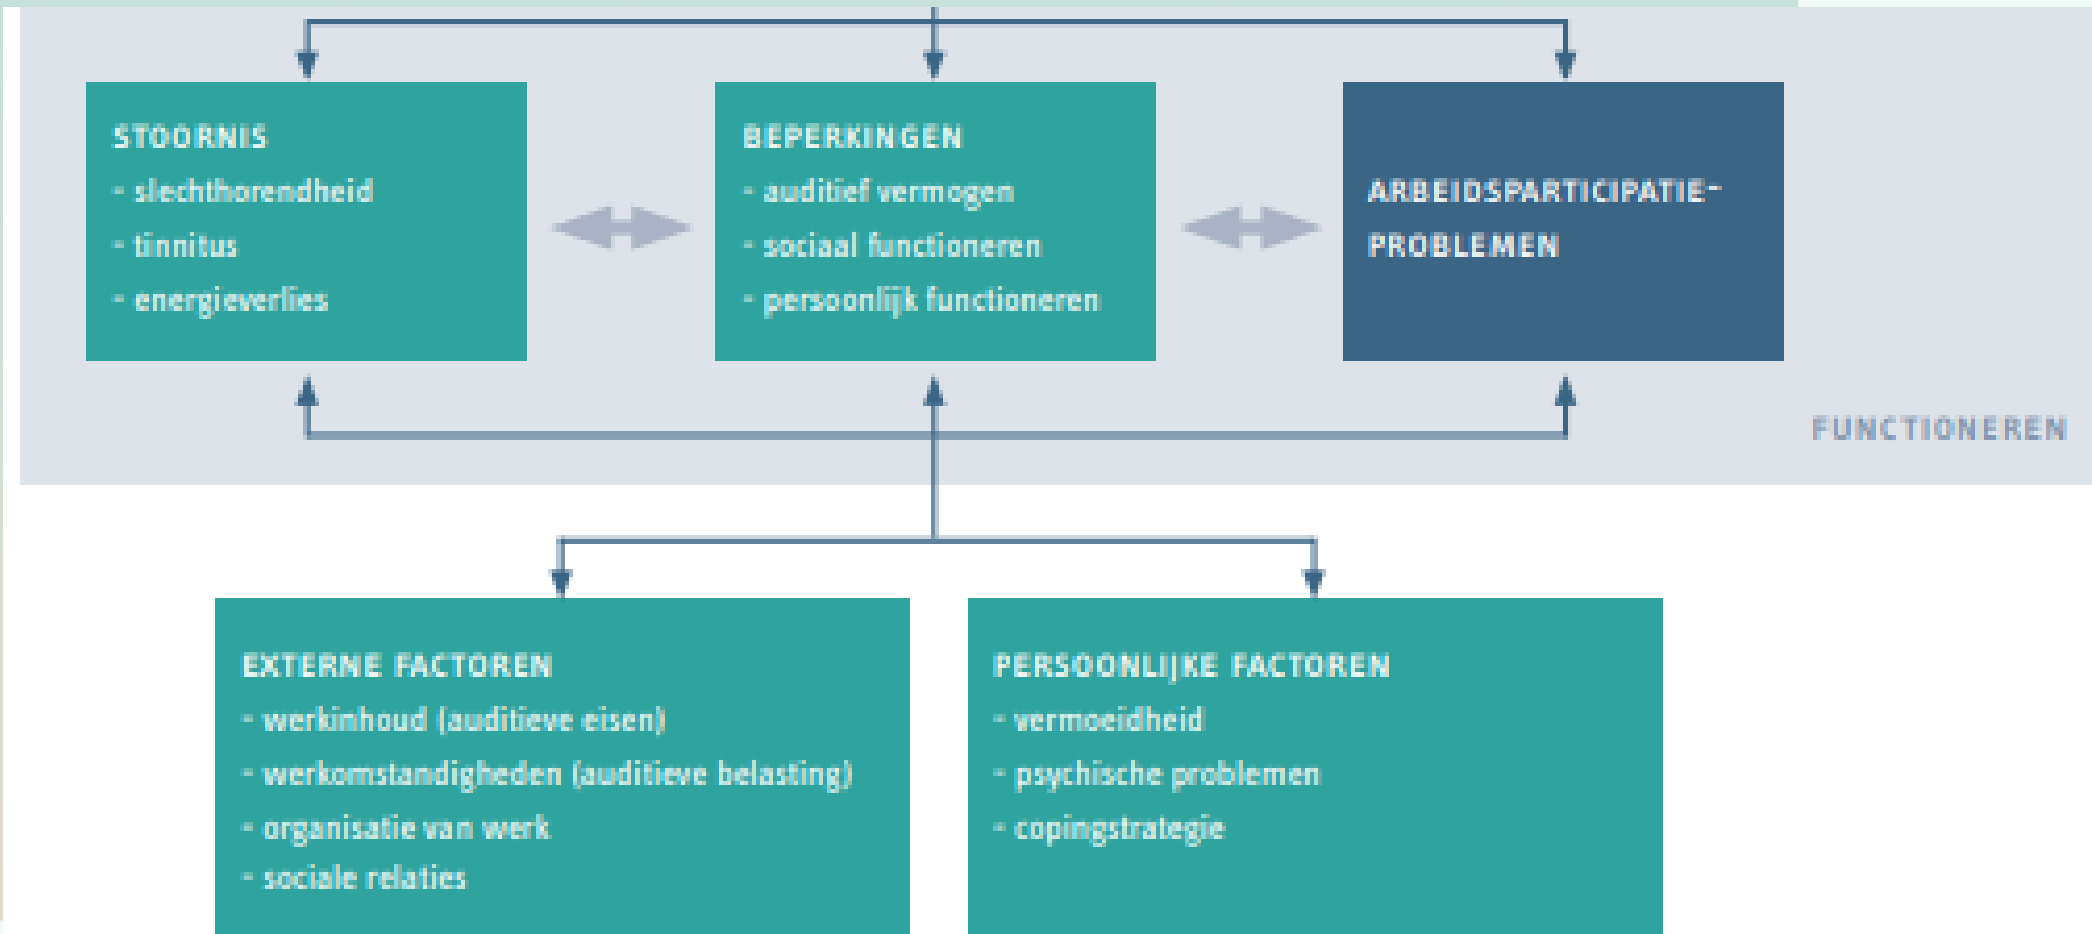 STOORNIS
- slechthorendheid
- tinnitus
- energieverlies
BEPERKINGEN
- auditief vermogen
- sociaal functioneren
- persoonlijk functioneren
ARBEIDSPARTICIPATIE-
PROBLEMEN
FUNCTIONEREN
EXTERNE FACTOREN
- werkinhoud (auditieve eisen)
- werkomstandigheden (auditieve belasting)
- organisatie van werk
- sociale relaties
PERSOONLIJKE FACTOREN
- vermoeidheid
- psychische problemen
- copingstrategie